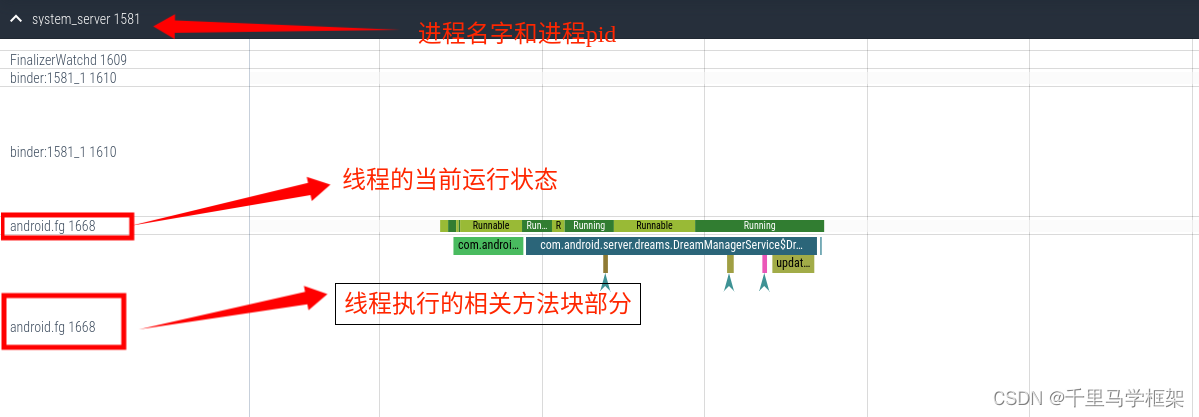 system_server 1581
进程名字和进程pid
FinalizerWatchd 1609
binder:1581_1 1610
binder:1581_1 1610
线程的当前运行状态
android.fg 1668
Runnable Run... R Running Runnable Running
com.androi... com.android.server.dreams.DreamManagerService$Dr...
updat...
线程执行的相关方法块部分
android.fg 1668
CSDN @千里马学框架